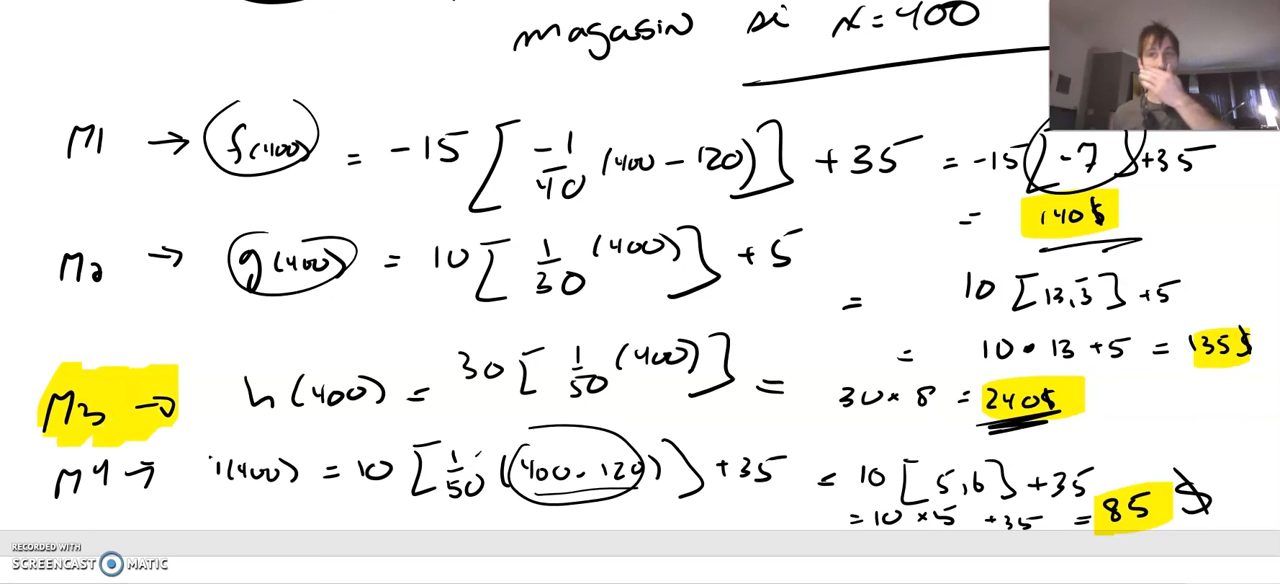 magasin si x = 400
M1 → f(400) = -15 [ -1/40 (400 - 120) ] + 35 = -15 [ -7 ] + 35
= 140$
M2 → g(400) = 10 [ 1/30 (400) ] + 5
= 10 [ 13,3̄ ] + 5
= 10 • 13 + 5 = 135$
M3 → h(400) = 30 [ 1/50 (400) ] = 30 × 8 = 240$
M4 → i(400) = 10 [ 1/50 (400 - 120) ] + 35 = 10 [ 5,6 ] + 35
= 10 × 5 + 35 = 85 $
RECORDED WITH
SCREENCAST MATIC